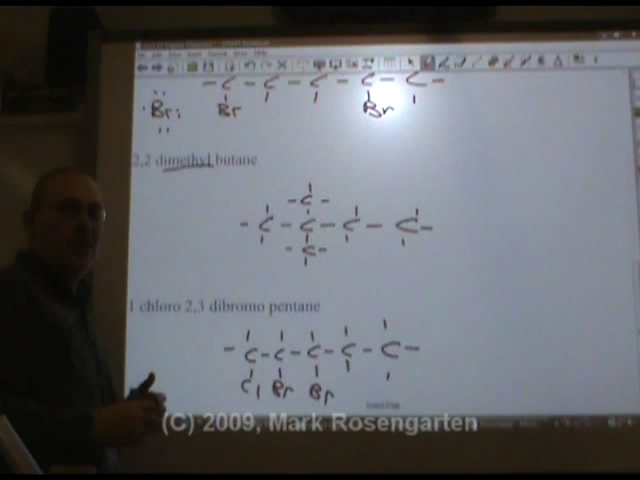 - C - C - C - C - C -
Br: Br Br
2,2 dimethyl butane
- C -
- C - C - C - C -
- C -
1 chloro 2,3 dibromo pentane
- C - C - C - C - C -
Cl Br Br
(C) 2009, Mark Rosengarten